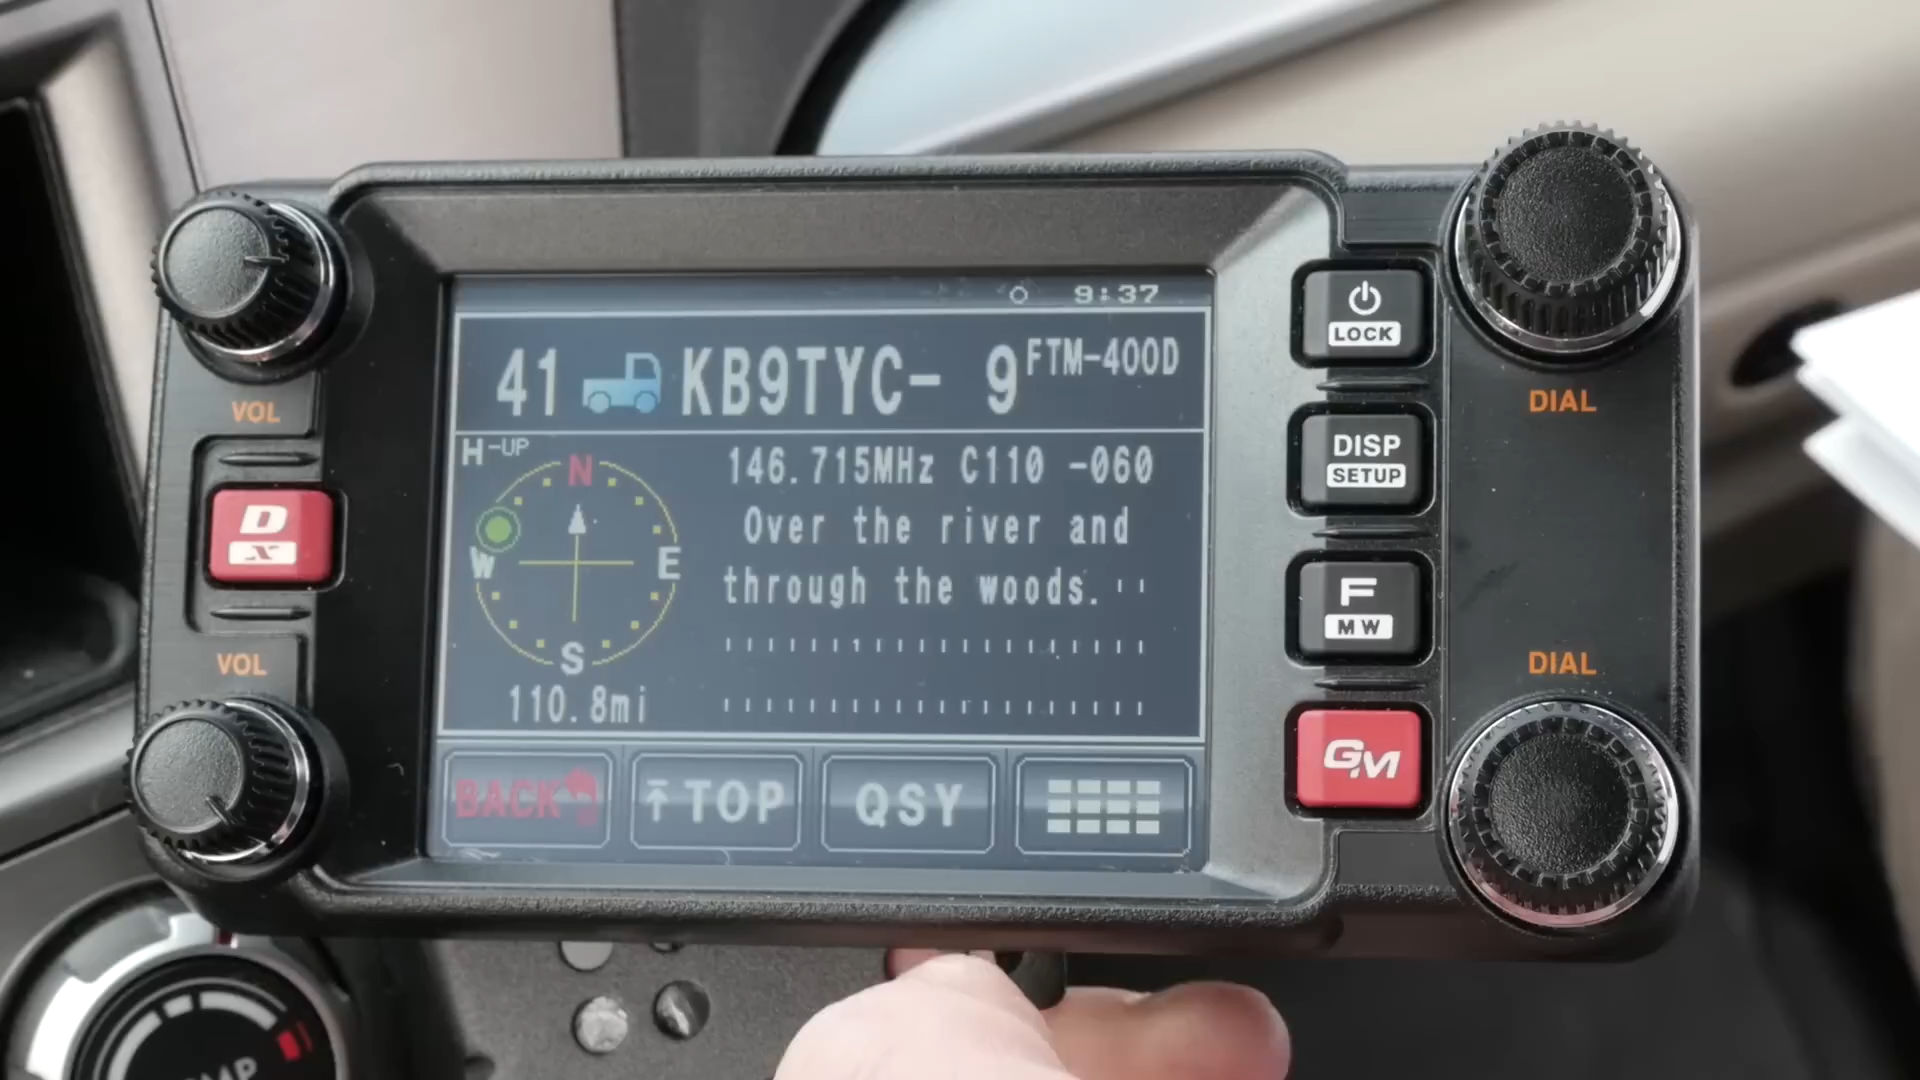 9:37
41 KB9TYC- 9 FTM-400D
H-UP
N
W E
S
110.8mi
146.715MHz C110 -060
Over the river and
through the woods.
BACK TOP QSY
VOL
D
X
VOL
LOCK
DISP
SETUP
F
MW
GM
DIAL
DIAL